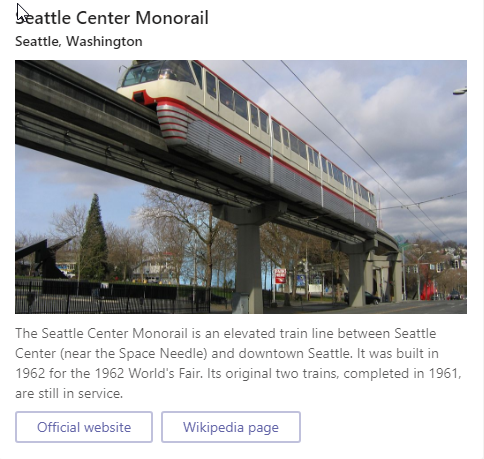 Seattle Center Monorail
Seattle, Washington
The Seattle Center Monorail is an elevated train line between Seattle
Center (near the Space Needle) and downtown Seattle. It was built in
1962 for the 1962 World's Fair. Its original two trains, completed in 1961,
are still in service.
Official website
Wikipedia page